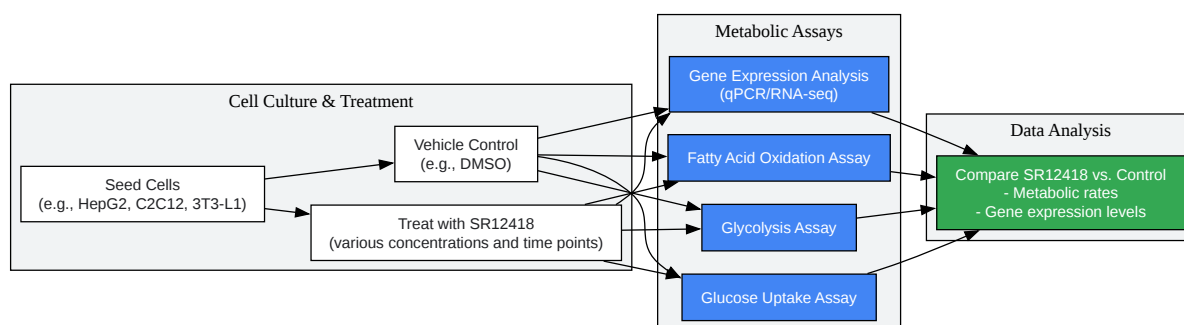 Cell Culture & Treatment
Seed Cells
(e.g., HepG2, C2C12, 3T3-L1)
Vehicle Control
(e.g., DMSO)
Treat with SR12418
(various concentrations and time points)
Metabolic Assays
Gene Expression Analysis
(qPCR/RNA-seq)
Fatty Acid Oxidation Assay
Glycolysis Assay
Glucose Uptake Assay
Data Analysis
Compare SR12418 vs. Control
- Metabolic rates
- Gene expression levels